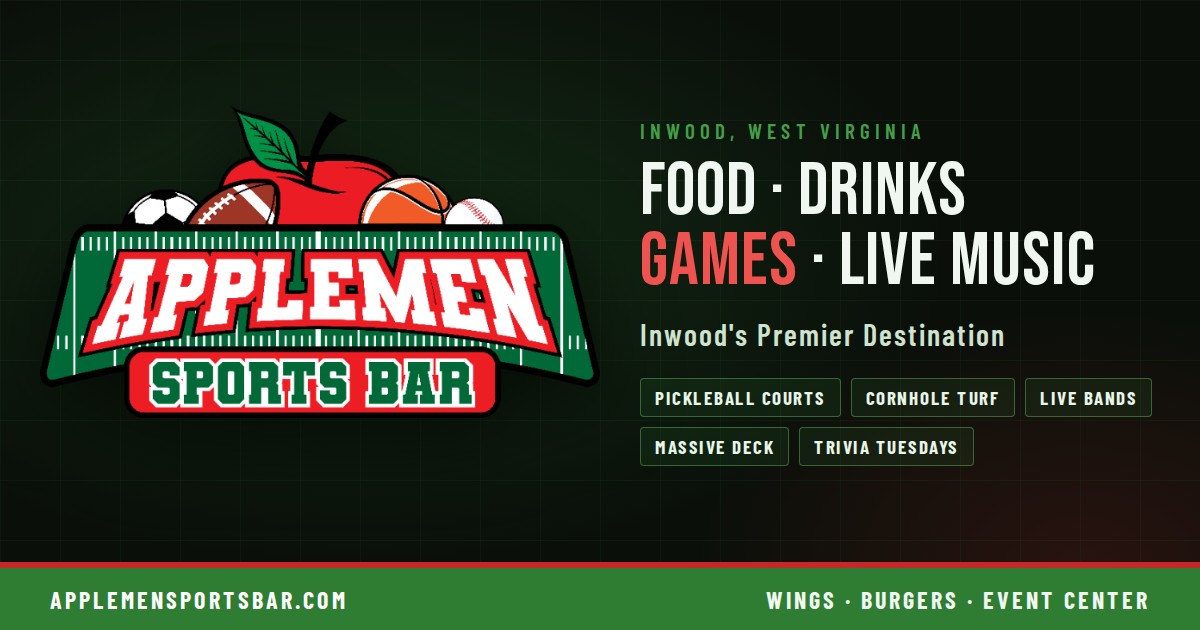 APPLEMEN
SPORTS BAR
INWOOD, WEST VIRGINIA
FOOD · DRINKS
GAMES · LIVE MUSIC
Inwood's Premier Destination
PICKLEBALL COURTS
CORNHOLE TURF
LIVE BANDS
MASSIVE DECK
TRIVIA TUESDAYS
APPLEMENSPORTSBAR.COM
WINGS · BURGERS · EVENT CENTER